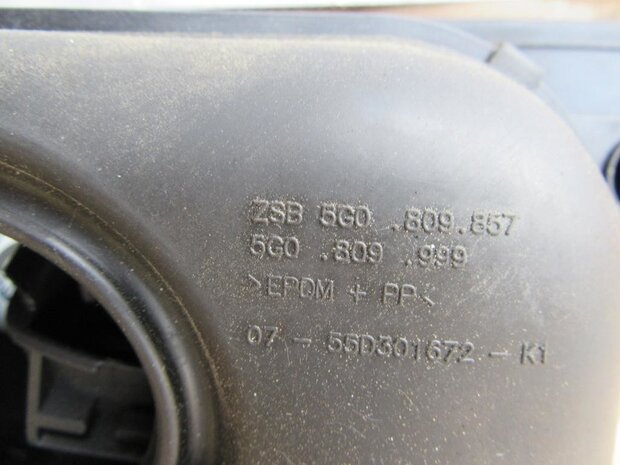 ZSB 5G0 .809.857
5G0 .809 .999
>EPDM + PP<
07 - 55D301672 - K1